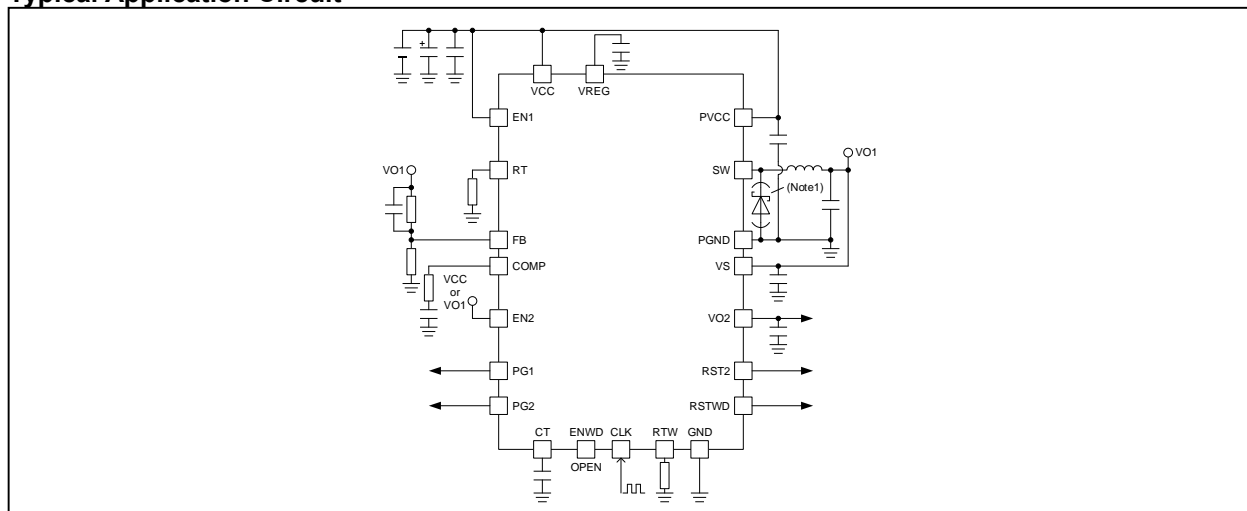 Typical Application Circuit
+
VCC
VREG
EN1
PVCC
RT
SW
VO1
VO1
(Note1)
FB
PGND
COMP
VS
VCC
or
VO1
EN2
VO2
PG1
RST2
PG2
RSTWD
CT
ENWD
CLK
RTW
GND
OPEN